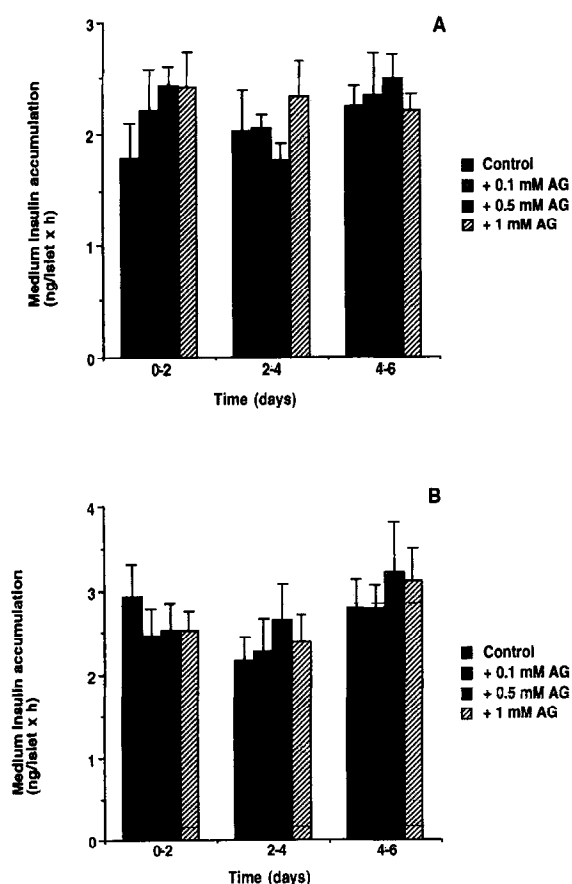 A
3
2
1
0
Medium Insulin accumulation
(ng/Islet x h)
Control
+ 0.1 mM AG
+ 0.5 mM AG
+ 1 mM AG
0-2
2-4
4-6
Time (days)
B
4
3
2
1
0
Medium Insulin accumulation
(ng/Islet x h)
Control
+ 0.1 mM AG
+ 0.5 mM AG
+ 1 mM AG
0-2
2-4
4-6
Time (days)